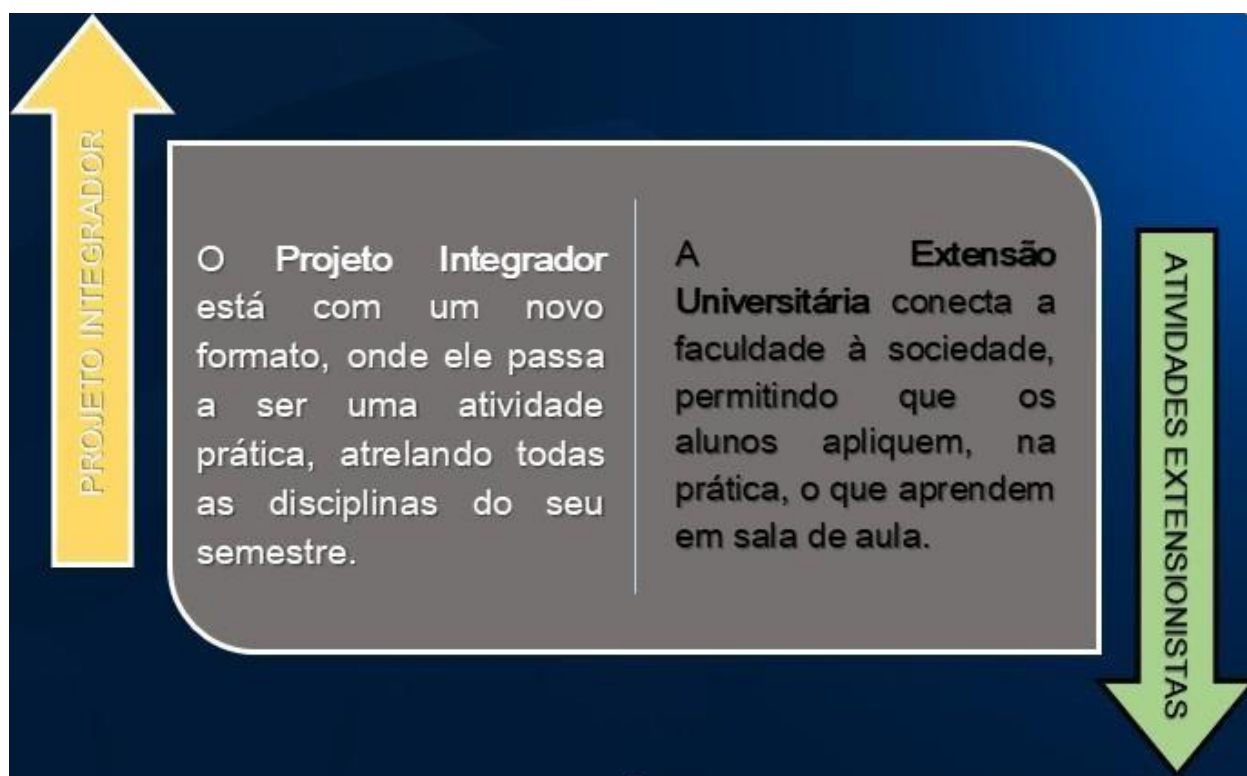 PROJETO INTEGRADOR
O Projeto Integrador
está com um novo
formato, onde ele passa
a ser uma atividade
prática, atrelando todas
as disciplinas do seu
semestre.
A Extensão
Universitária conecta a
faculdade à sociedade,
permitindo que os
alunos apliquem, na
prática, o que aprendem
em sala de aula.
ATIVIDADES EXTENSIONISTAS